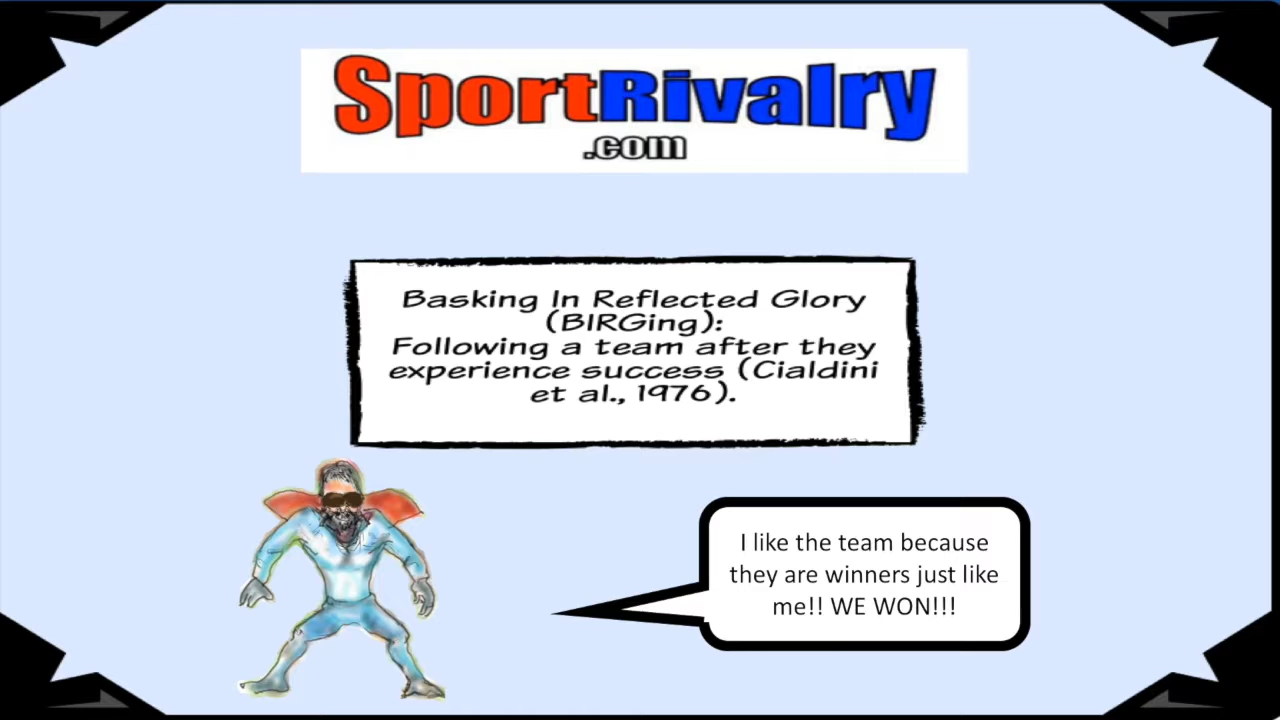 SportRivalry
.com
Basking In Reflected Glory
(BIRGing):
Following a team after they
experience success (Cialdini
et al., 1976).
I like the team because
they are winners just like
me!! WE WON!!!